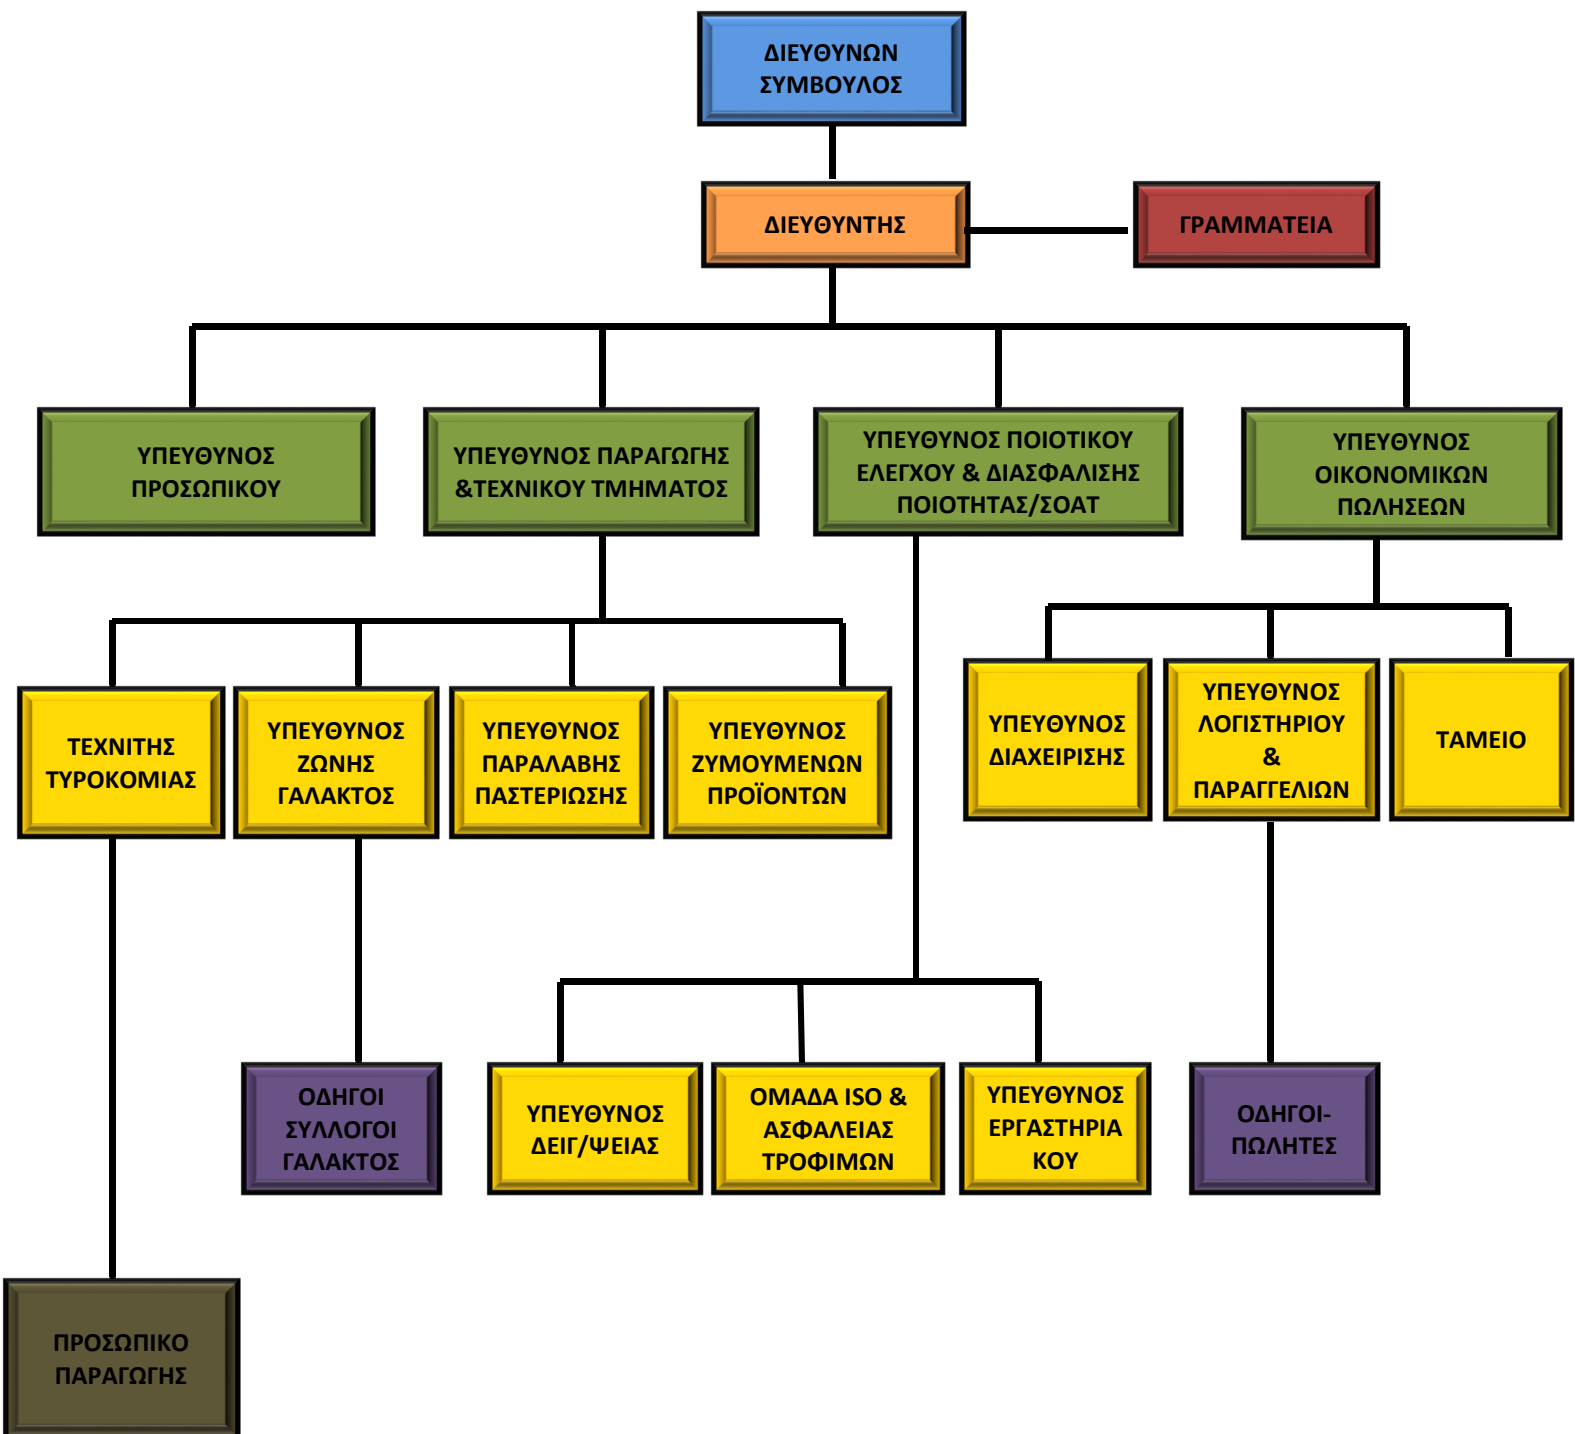 ΔΙΕΥΘΥΝΩΝ
ΣΥΜΒΟΥΛΟΣ
ΔΙΕΥΘΥΝΤΗΣ
ΓΡΑΜΜΑΤΕΙΑ
ΥΠΕΥΘΥΝΟΣ
ΠΡΟΣΩΠΙΚΟΥ
ΥΠΕΥΘΥΝΟΣ ΠΑΡΑΓΩΓΗΣ
&ΤΕΧΝΙΚΟΥ ΤΜΗΜΑΤΟΣ
ΥΠΕΥΘΥΝΟΣ ΠΟΙΟΤΙΚΟΥ
ΕΛΕΓΧΟΥ & ΔΙΑΣΦΑΛΙΣΗΣ
ΠΟΙΟΤΗΤΑΣ/ΣΟΑΤ
ΥΠΕΥΘΥΝΟΣ
ΟΙΚΟΝΟΜΙΚΩΝ
ΠΩΛΗΣΕΩΝ
ΤΕΧΝΙΤΗΣ
ΤΥΡΟΚΟΜΙΑΣ
ΥΠΕΥΘΥΝΟΣ
ΖΩΝΗΣ
ΓΑΛΑΚΤΟΣ
ΥΠΕΥΘΥΝΟΣ
ΠΑΡΑΛΑΒΗΣ
ΠΑΣΤΕΡΙΩΣΗΣ
ΥΠΕΥΘΥΝΟΣ
ΖΥΜΟΥΜΕΝΩΝ
ΠΡΟΪΟΝΤΩΝ
ΥΠΕΥΘΥΝΟΣ
ΔΙΑΧΕΙΡΙΣΗΣ
ΥΠΕΥΘΥΝΟΣ
ΛΟΓΙΣΤΗΡΙΟΥ
&
ΠΑΡΑΓΓΕΛΙΩΝ
ΤΑΜΕΙΟ
ΟΔΗΓΟΙ
ΣΥΛΛΟΓΟΙ
ΓΑΛΑΚΤΟΣ
ΥΠΕΥΘΥΝΟΣ
ΔΕΙΓ/ΨΕΙΑΣ
ΟΜΑΔΑ ISO &
ΑΣΦΑΛΕΙΑΣ
ΤΡΟΦΙΜΩΝ
ΥΠΕΥΘΥΝΟΣ
ΕΡΓΑΣΤΗΡΙΑ
ΚΟΥ
ΟΔΗΓΟΙ-
ΠΩΛΗΤΕΣ
ΠΡΟΣΩΠΙΚΟ
ΠΑΡΑΓΩΓΗΣ